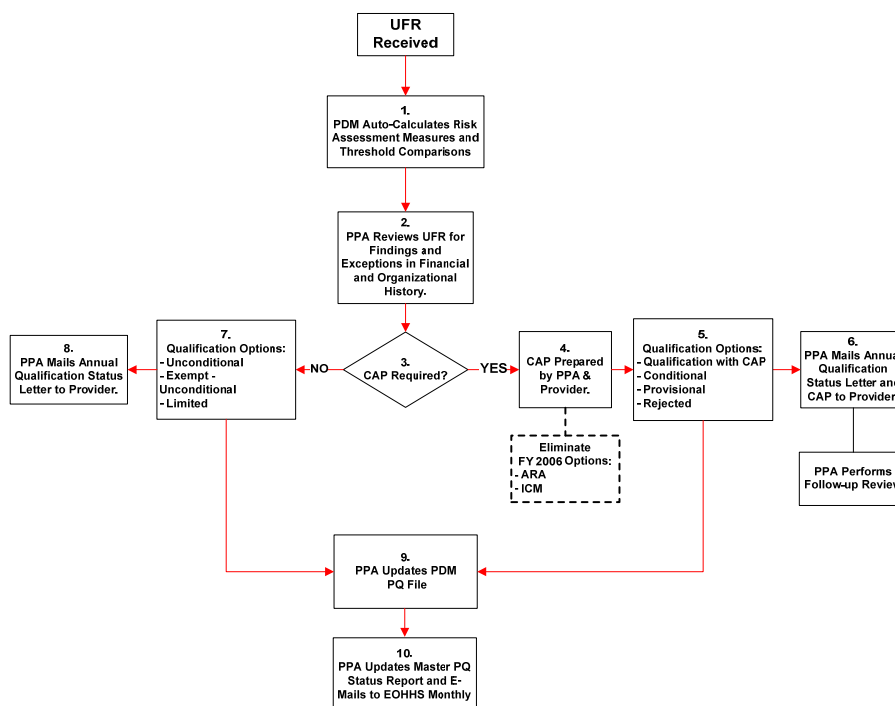 UFR
Received
1.
PDM Auto-Calculates Risk
Assessment Measures and
Threshold Comparisons
2.
PPA Reviews UFR for
Findings and
Exceptions in Financial
and Organizational
History.
3.
CAP Required?
NO
YES
4.
CAP Prepared
by PPA &
Provider.
5.
Qualification Options:
- Qualification with CAP
- Conditional
- Provisional
- Rejected
6.
PPA Mails Annual
Qualification
Status Letter and
CAP to Provider
PPA Performs
Follow-up Review
7.
Qualification Options:
- Unconditional
- Exempt -
Unconditional
- Limited
8.
PPA Mails Annual
Qualification Status
Letter to Provider.
Eliminate
FY 2006 Options:
- ARA
- ICM
9.
PPA Updates PDM
PQ File
10.
PPA Updates Master PQ
Status Report and E-
Mails to EOHHS Monthly